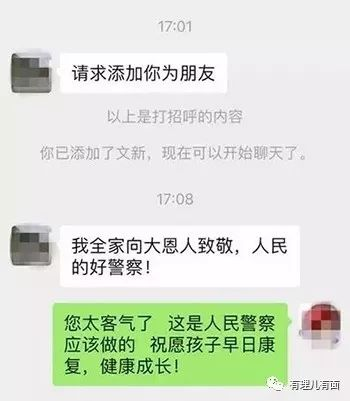 17:01
请求添加你为朋友
以上是打招呼的内容
你已添加了文新，现在可以开始聊天了。
17:08
我全家向大恩人致敬，人民
的好警察！
您太客气了 这是人民警察
应该做的 祝愿孩子早日康
复，健康成长！
有理儿有面